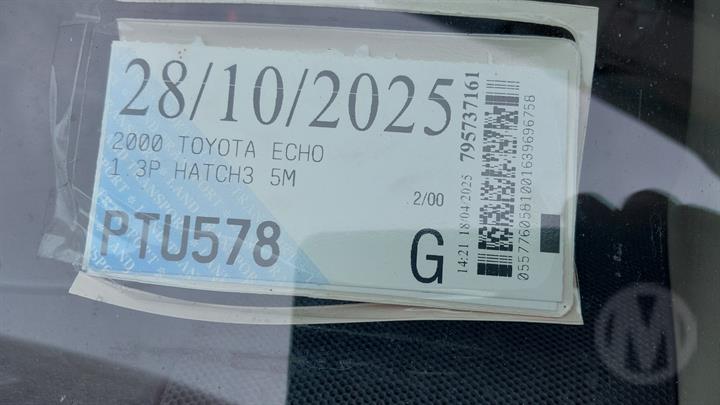 28/10/2025
2000 TOYOTA ECHO
1.3P HATCH3 5M
2/00
PTU578
G
14:21 18/04/2025
795737161
0557760581001639696758
M